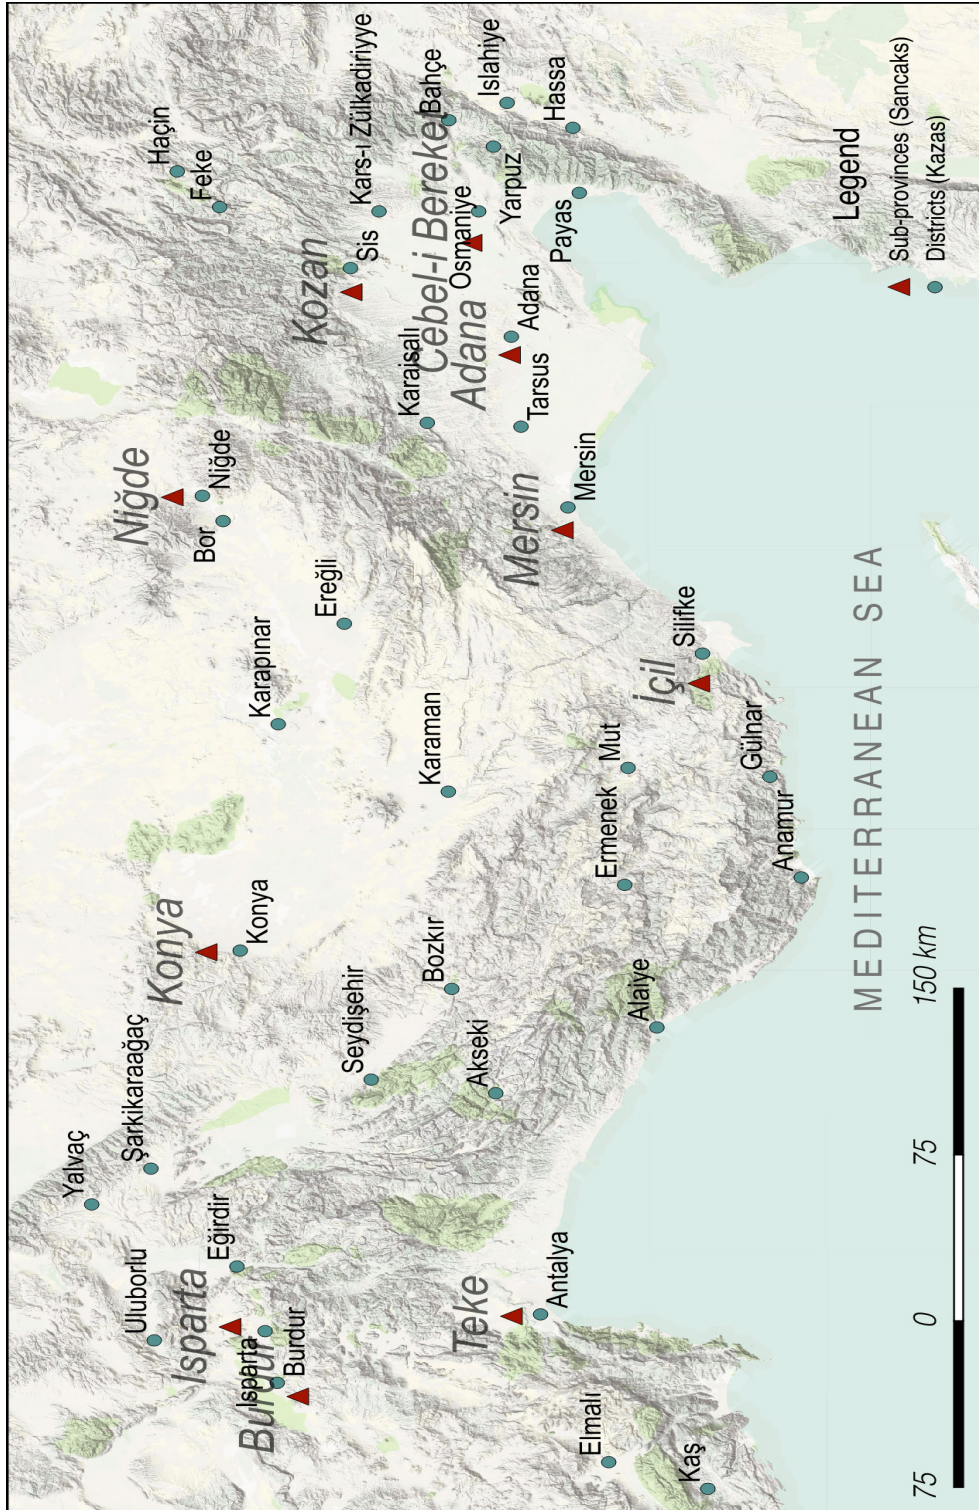 Haçin
Feke
Kars-ı Zülkadiriyye
Kozan
Sis
Bahçe
Islahiye
Hassa
Cebel-i Bereket
Osmaniye
Yarpuz
Payas
Karaisalı
Adana
Adana
Tarsus
Niğde
Niğde
Bor
Mersin
Mersin
Ereğli
Karapınar
Karaman
Silifke
İçil
Mut
Gülnar
Ermenek
Anamur
Konya
Konya
Bozkır
Seydişehir
Akseki
Alaiye
Şarkikaraağaç
Yalvaç
Eğirdir
Uluborlu
Isparta
Isparta
Burdur
Burdur
Teke
Antalya
Elmalı
Kaş
MEDITERRANEAN SEA
Legend
Sub-provinces (Sancaks)
Districts (Kazas)
75 0 75 150 km